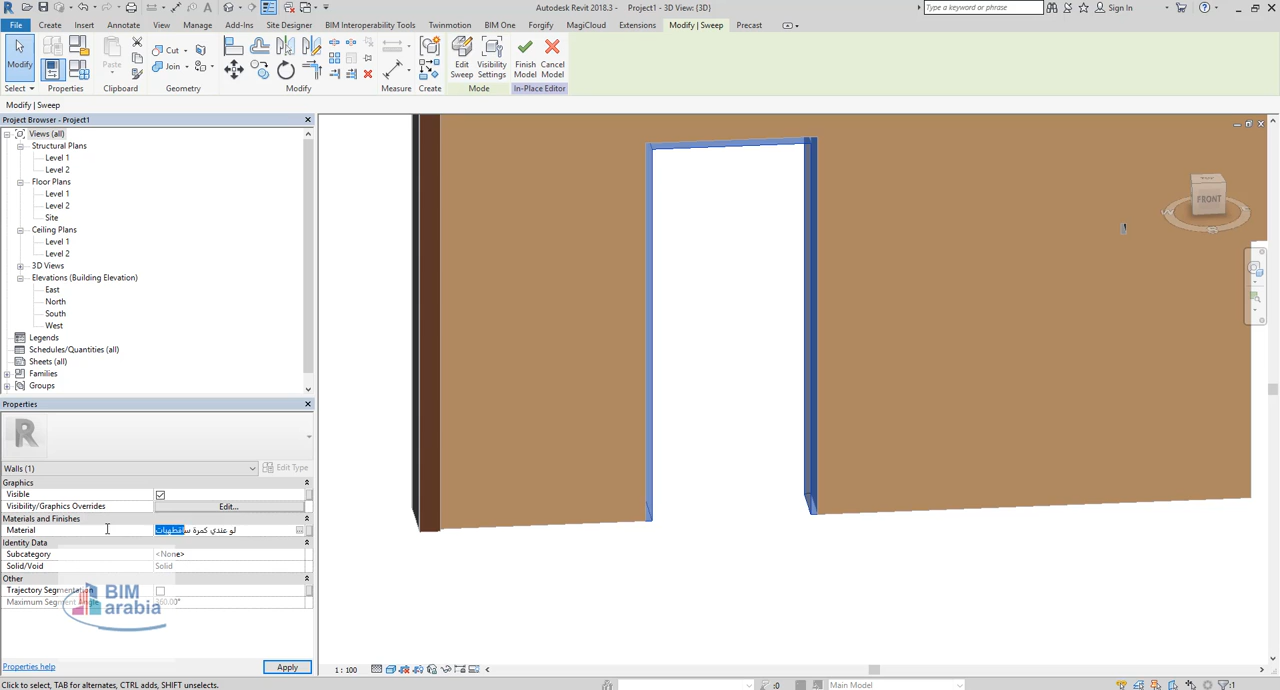 Autodesk Revit 2018.3 - Project1 - 3D View: {3D}
Type a keyword or phrase
Sign In
File Create Insert Annotate View Manage Add-Ins Site Designer BIM Interoperability Tools Twinmotion BIM One Forgify MagiCloud Extensions Modify | Sweep Precast
Modify
Paste
Cut
Join
Edit Sweep
Visibility Settings
Finish Model
Cancel Model
Select Properties Clipboard Geometry Modify Measure Create Mode In-Place Editor
Modify | Sweep
Project Browser - Project1
Views (all)
Structural Plans
Level 1
Level 2
Floor Plans
Level 1
Level 2
Site
Ceiling Plans
Level 1
Level 2
3D Views
Elevations (Building Elevation)
East
North
South
West
Legends
Schedules/Quantities (all)
Sheets (all)
Families
Groups
FRONT
Properties
R
Walls (1)
Edit Type
Graphics
Visible
Visibility/Graphics Overrides Edit...
Materials and Finishes
Material لو عندي كمرة
Identity Data
Subcategory <None>
Solid/Void Solid
Other
Trajectory Segmentation
Maximum Segment Angle 360.00°
BIM
arabia
Properties help
Apply
1 : 100
Click to select, TAB for alternates, CTRL adds, SHIFT unselects.
:0
Main Model
:1